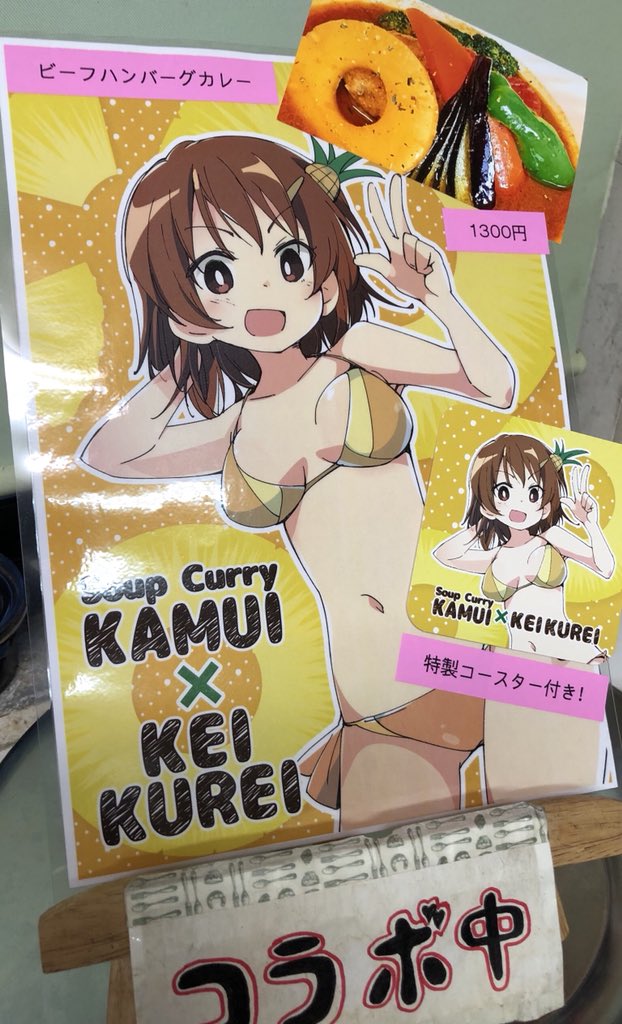 ビーフハンバーグカレー
1300円
Soup Curry
KAMUI
×
KEI
KUREI
Soup Curry
KAMUI × KEI KUREI
特製コースター付き!
コラボ中